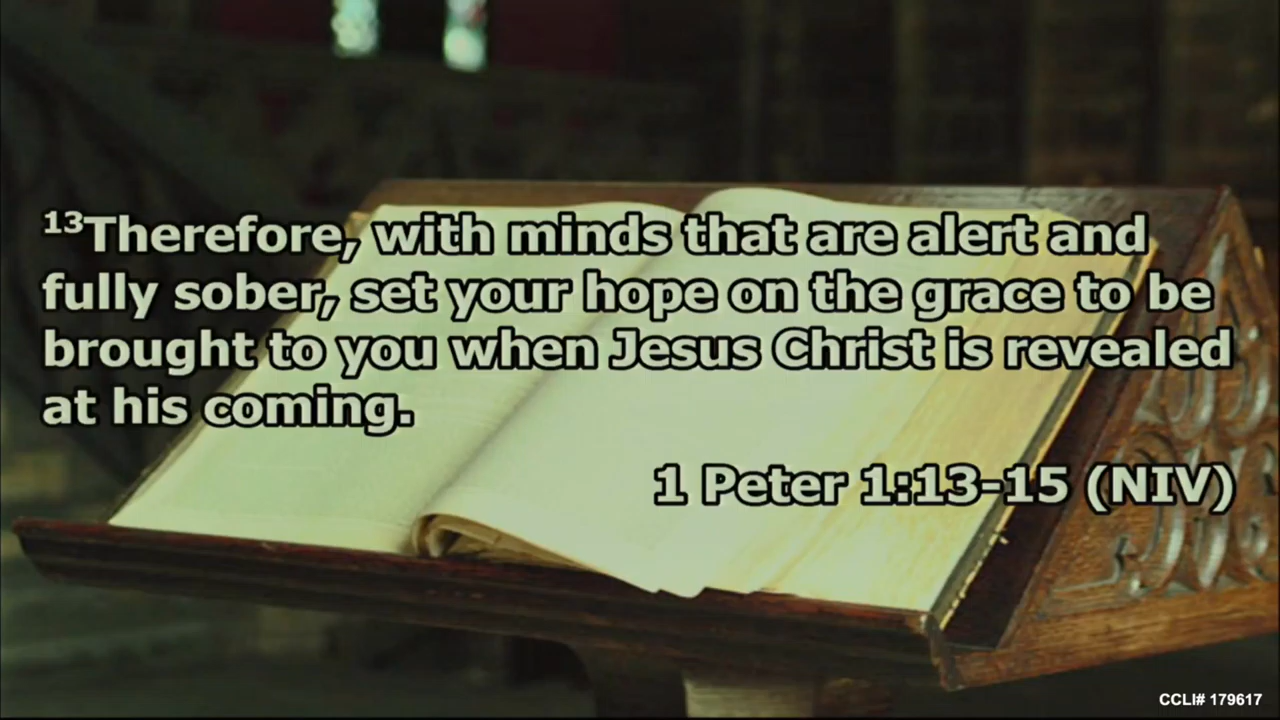 ¹³Therefore, with minds that are alert and
fully sober, set your hope on the grace to be
brought to you when Jesus Christ is revealed
at his coming.
1 Peter 1:13-15 (NIV)
CCLI# 179617